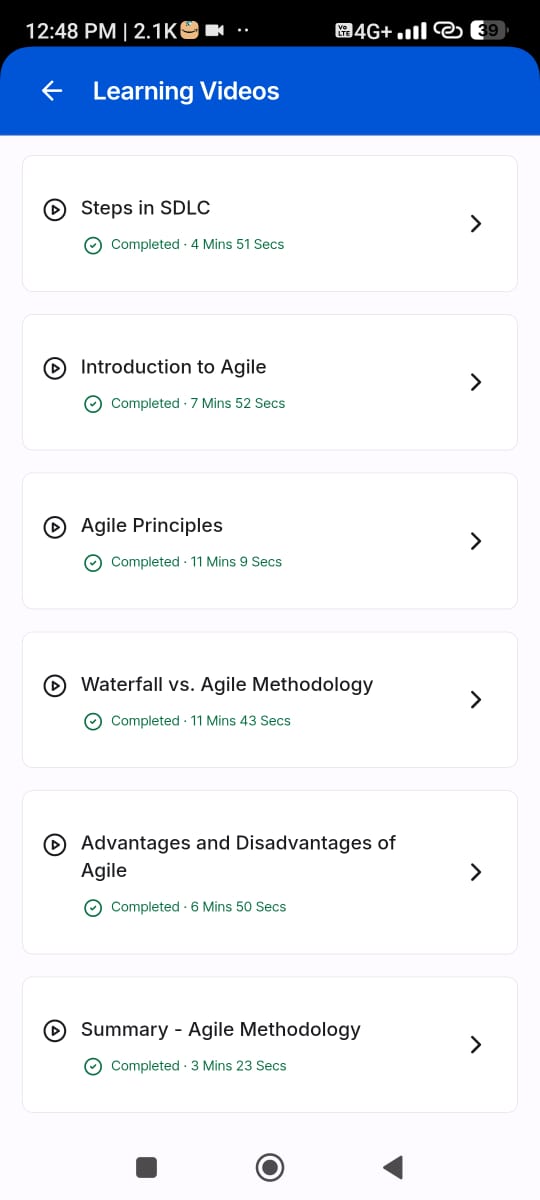 12:48 PM | 2.1K
Vo LTE 4G+ 39
Learning Videos
Steps in SDLC
Completed · 4 Mins 51 Secs
Introduction to Agile
Completed · 7 Mins 52 Secs
Agile Principles
Completed · 11 Mins 9 Secs
Waterfall vs. Agile Methodology
Completed · 11 Mins 43 Secs
Advantages and Disadvantages of
Agile
Completed · 6 Mins 50 Secs
Summary - Agile Methodology
Completed · 3 Mins 23 Secs